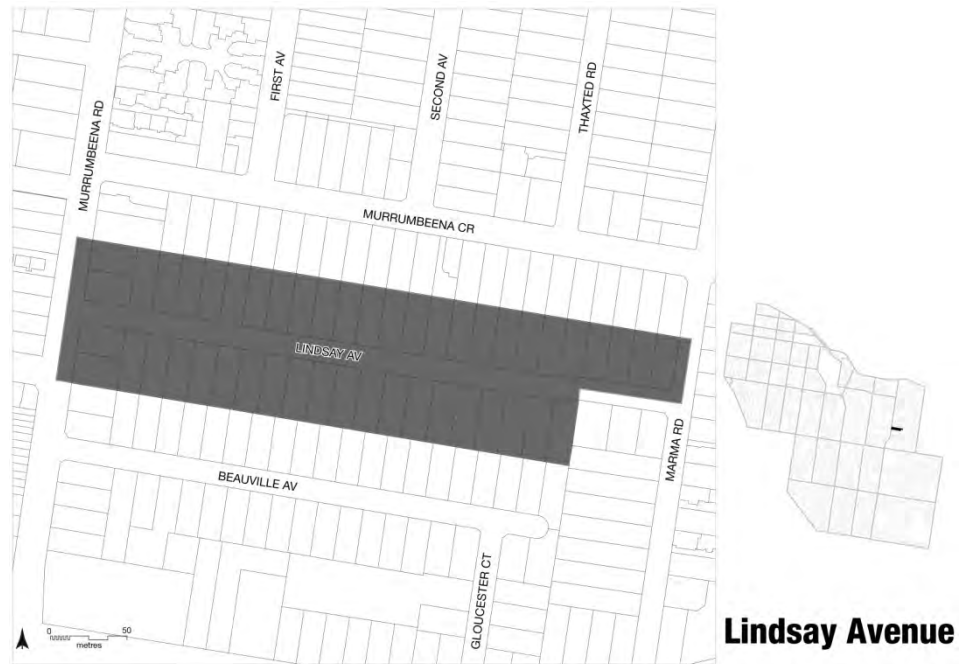 FIRST AV
SECOND AV
THAXTED RD
MURRUMBEENA RD
MURRUMBEENA CR
LINDSAY AV
MARMA RD
BEAUVILLE AV
GLOUCESTER CT
0 50
metres
Lindsay Avenue